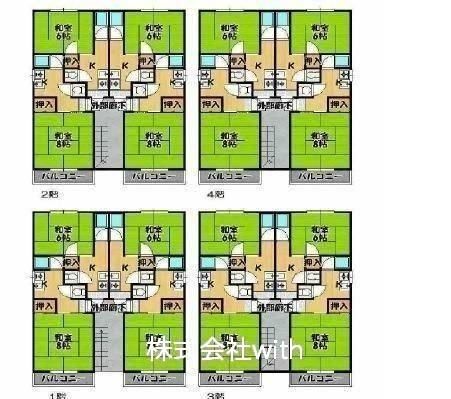 和室 和室 和室 和室
6帖 6帖 6帖 6帖
押入 押入 押入 押入
K K K K
K K K K
押入 外部廊下 押入 押入 外部廊下 押入
和室 和室 和室 和室
8帖 8帖 8帖 8帖
バルコニー バルコニー バルコニー バルコニー
2階 4階
和室 和室 和室 和室
6帖 6帖 6帖 6帖
押入 押入 押入 押入
K K K K
K K K K
押入 外部廊下 押入 押入 外部廊下 押入
和室 和室 和室 和室
8帖 8帖 8帖 8帖
株式会社with
バルコニー バルコニー バルコニー バルコニー
1階 3階